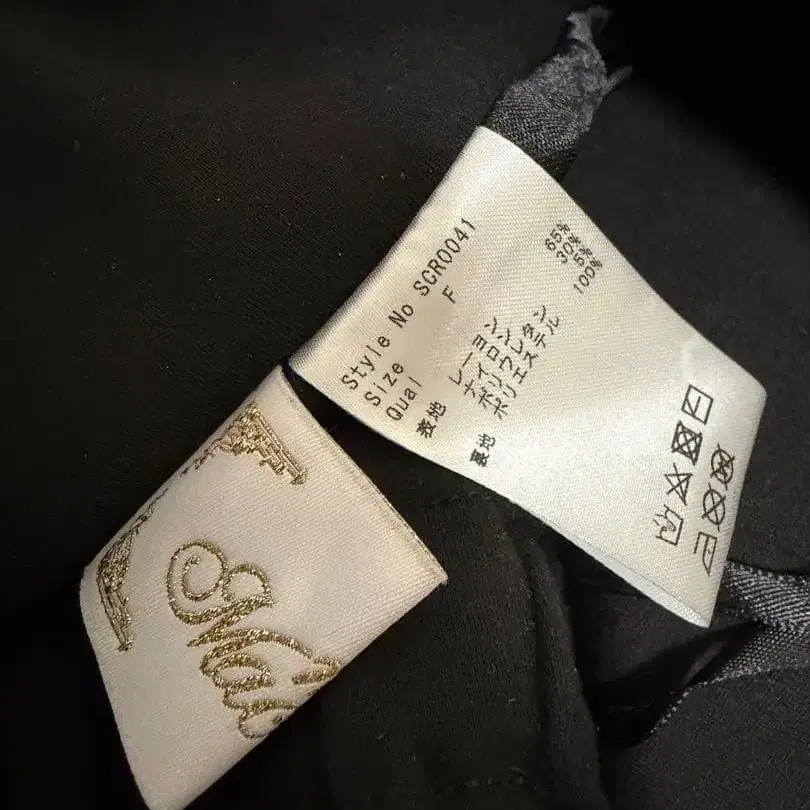 Style No SCR0041
Size F
Qual
表地 レーヨン 65%
ナイロン 30%
ポリウレタン 5%
裏地 ポリエステル 100%